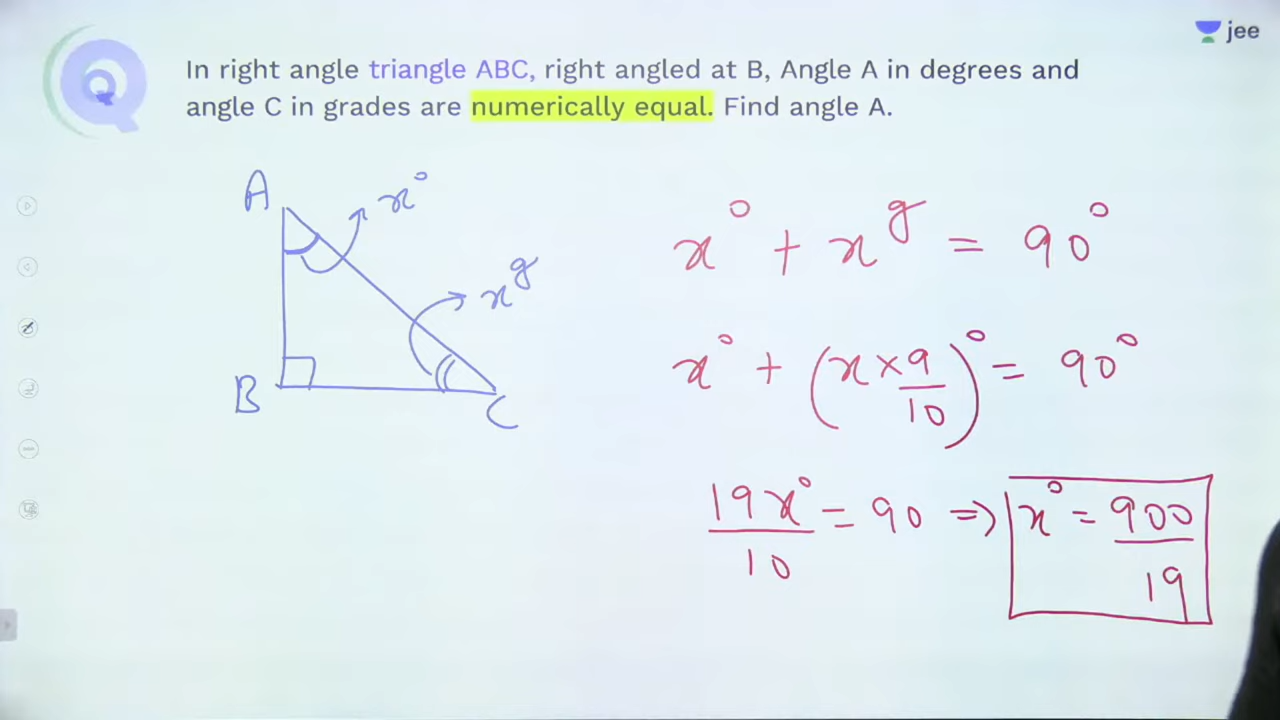 jee
Q
In right angle triangle ABC, right angled at B, Angle A in degrees and
angle C in grades are numerically equal. Find angle A.
A
x°
x^g
B
C
x° + x^g = 90°
x° + (x × 9/10)° = 90°
19x°/10 = 90 ⇒ x° = 900/19